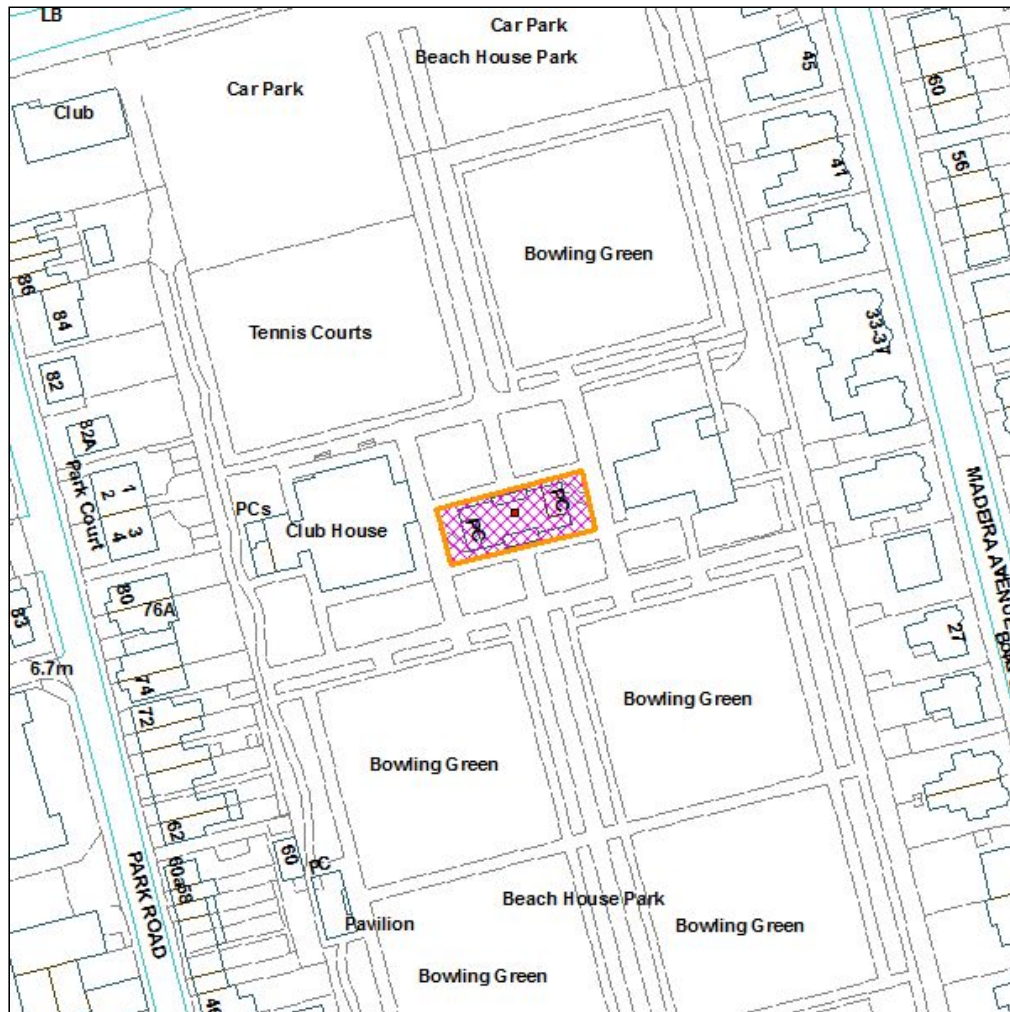 LB
Car Park
Beach House Park
Car Park
Club
45
60
41
56
Bowling Green
86
84
Tennis Courts
33-37
82
82A
Park Court
1
2
3
4
PCs
Club House
PC
PC
MADEIRA AVENUE
80
76A
83
27
6.7m
74
72
Bowling Green
Bowling Green
62
60
PC
60a
58
PARK ROAD
Beach House Park
Pavilion
Bowling Green
Bowling Green
46